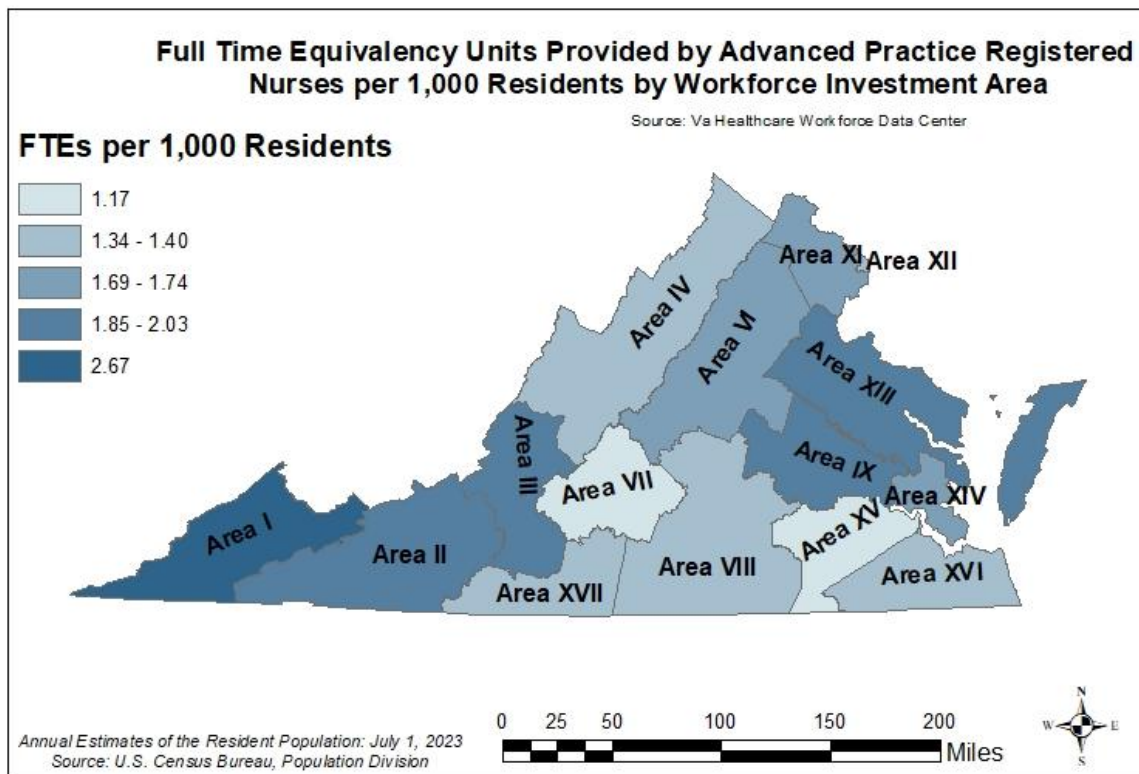 Full Time Equivalency Units Provided by Advanced Practice Registered
Nurses per 1,000 Residents by Workforce Investment Area
Source: Va Healthcare Workforce Data Center
FTEs per 1,000 Residents
1.17
1.34 - 1.40
1.69 - 1.74
1.85 - 2.03
2.67
Area XI
Area XII
Area IV
Area VI
Area XIII
Area III
Area IX
Area VII
Area XIV
Area I
Area XV
Area II
Area VIII
Area XVI
Area XVII
Annual Estimates of the Resident Population: July 1, 2023
Source: U.S. Census Bureau, Population Division
0 25 50 100 150 200
Miles
N
W E
S